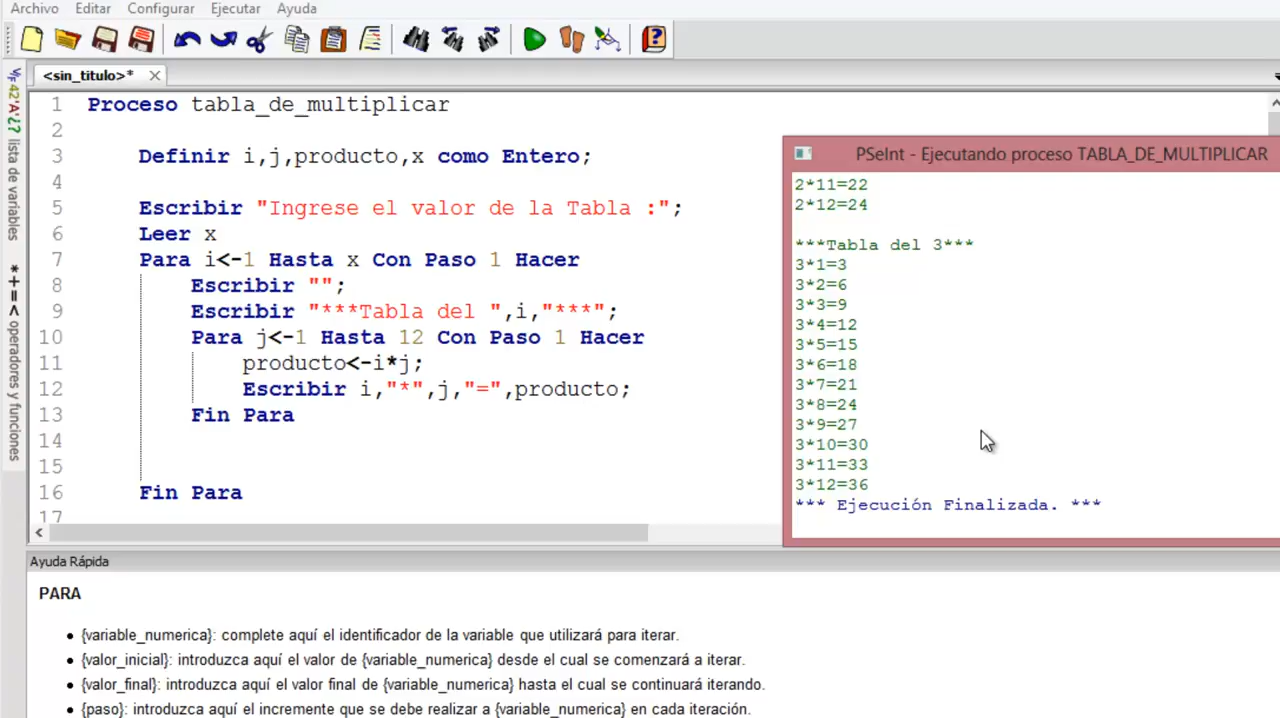 Archivo Editar Configurar Ejecutar Ayuda
<sin_titulo>*
lista de variables
operadores y funciones
1 Proceso tabla_de_multiplicar
2
3 Definir i,j,producto,x como Entero;
4
5 Escribir "Ingrese el valor de la Tabla :";
6 Leer x
7 Para i<-1 Hasta x Con Paso 1 Hacer
8 Escribir "";
9 Escribir "***Tabla del ",i,"***";
10 Para j<-1 Hasta 12 Con Paso 1 Hacer
11 producto<-i*j;
12 Escribir i,"*",j,"=",producto;
13 Fin Para
14
15
16 Fin Para
17
PSeInt - Ejecutando proceso TABLA_DE_MULTIPLICAR
2*11=22
2*12=24
***Tabla del 3***
3*1=3
3*2=6
3*3=9
3*4=12
3*5=15
3*6=18
3*7=21
3*8=24
3*9=27
3*10=30
3*11=33
3*12=36
*** Ejecución Finalizada. ***
Ayuda Rápida
PARA
• {variable_numerica}: complete aquí el identificador de la variable que utilizará para iterar.
• {valor_inicial}: introduzca aquí el valor de {variable_numerica} desde el cual se comenzará a iterar.
• {valor_final}: introduzca aquí el valor final de {variable_numerica} hasta el cual se continuará iterando.
• {paso}: introduzca aquí el incremente que se debe realizar a {variable_numerica} en cada iteración.